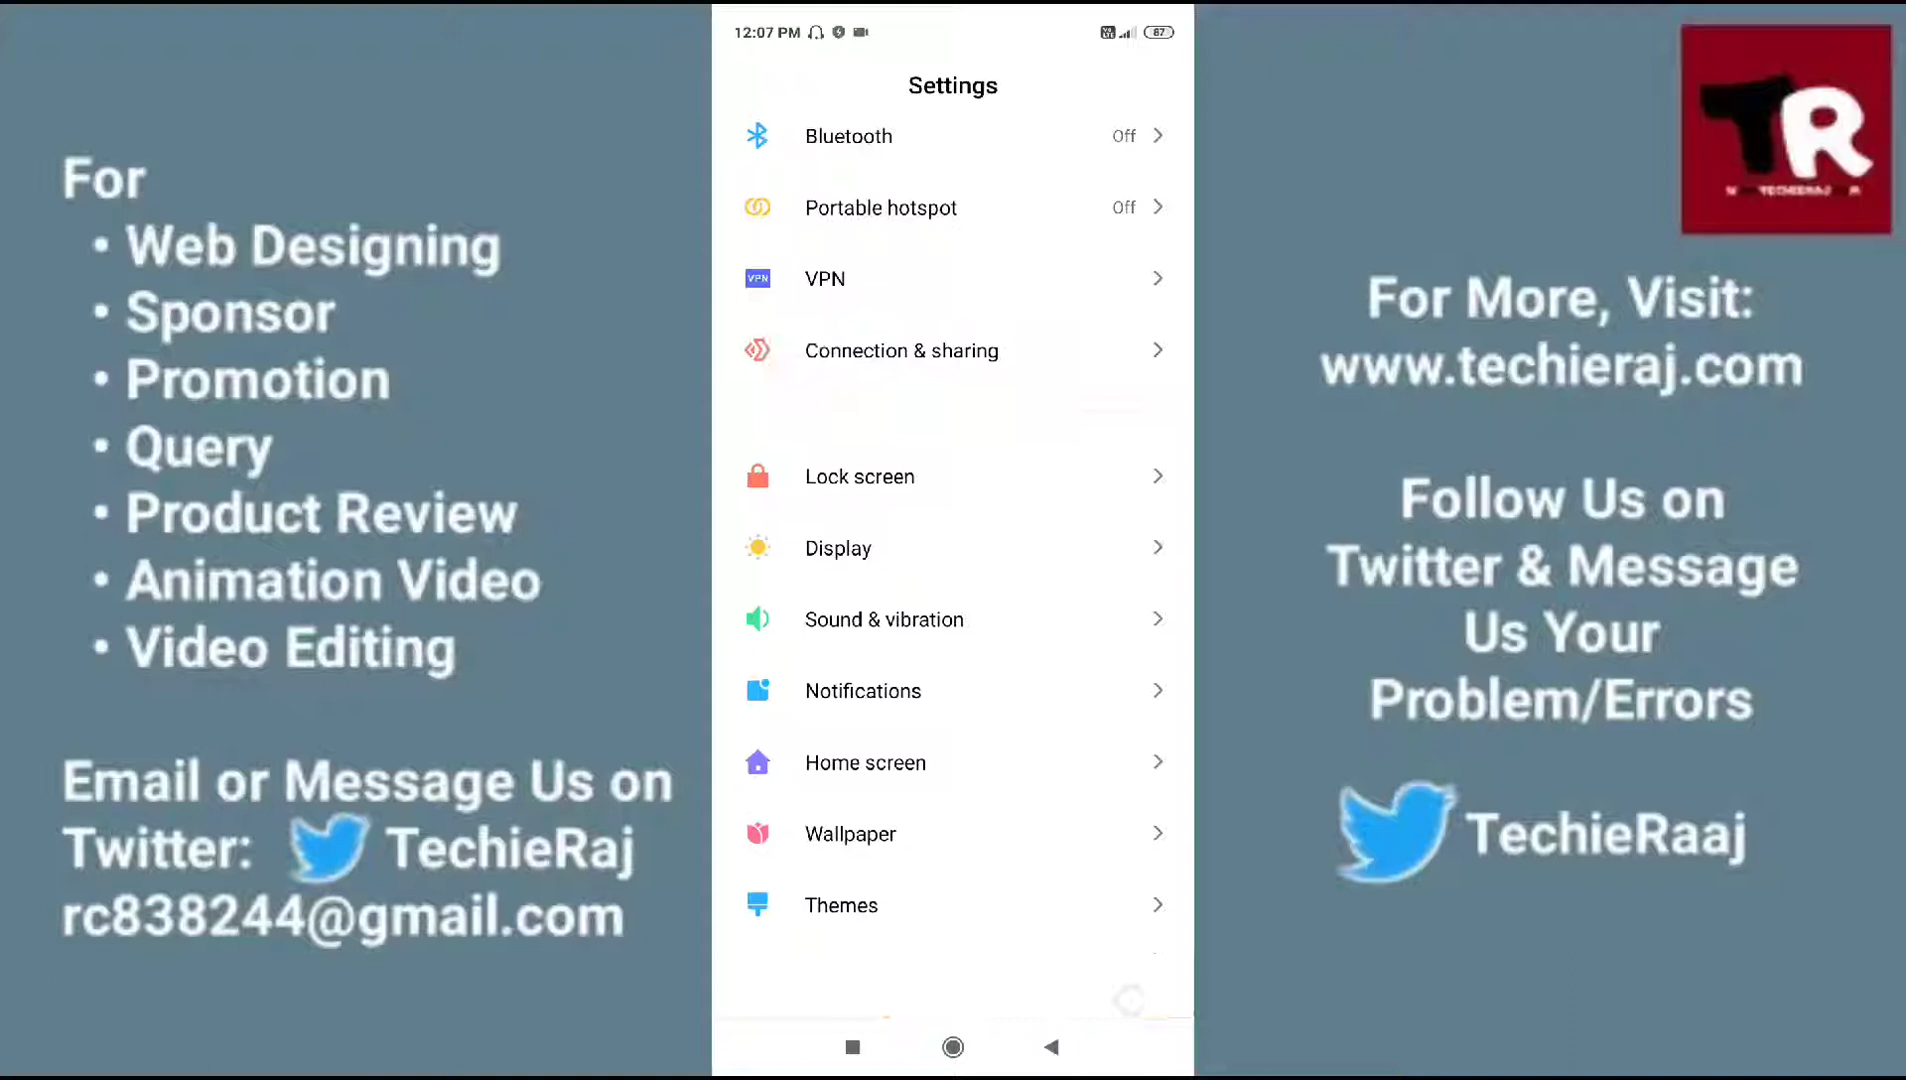 For
• Web Designing
• Sponsor
• Promotion
• Query
• Product Review
• Animation Video
• Video Editing
Email or Message Us on
Twitter: TechieRaj
rc838244@gmail.com
12:07 PM
87
Settings
Bluetooth Off
Portable hotspot Off
VPN VPN
Connection & sharing
Lock screen
Display
Sound & vibration
Notifications
Home screen
Wallpaper
Themes
TR
For More, Visit:
www.techieraj.com
Follow Us on
Twitter & Message
Us Your
Problem/Errors
TechieRaaj